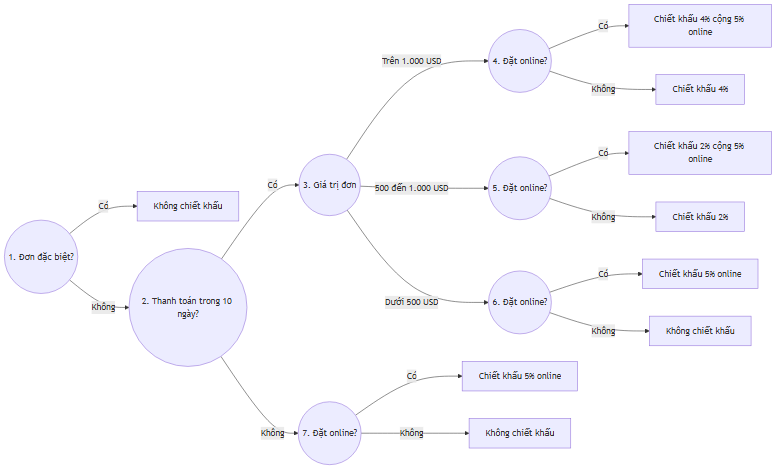 1. Đơn đặc biệt?
Có
Không chiết khấu
Không
2. Thanh toán trong 10
ngày?
Có
3. Giá trị đơn
Trên 1.000 USD
4. Đặt online?
Có
Chiết khấu 4% cộng 5%
online
Không
Chiết khấu 4%
500 đến 1.000 USD
5. Đặt online?
Có
Chiết khấu 2% cộng 5%
online
Không
Chiết khấu 2%
Dưới 500 USD
6. Đặt online?
Có
Chiết khấu 5% online
Không
Không chiết khấu
Không
7. Đặt online?
Có
Chiết khấu 5% online
Không
Không chiết khấu